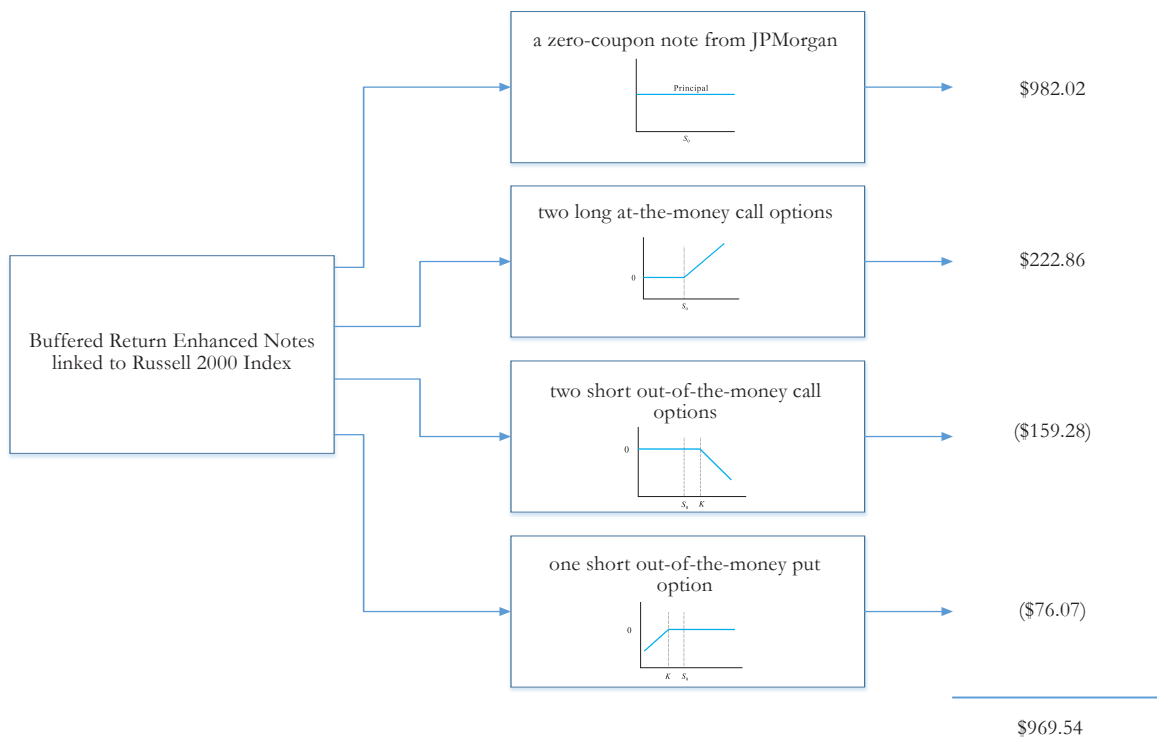 a zero-coupon note from JPMorgan
Principal
S₀
$982.02
two long at-the-money call options
0
S₀
$222.86
Buffered Return Enhanced Notes
linked to Russell 2000 Index
two short out-of-the-money call
options
0
S₀ K
($159.28)
one short out-of-the-money put
option
0
K S₀
($76.07)
$969.54